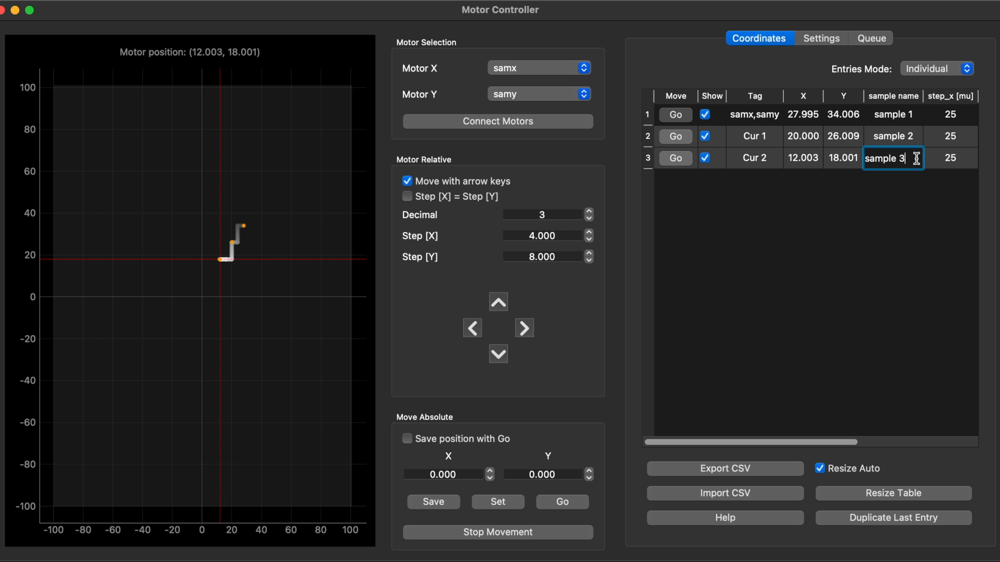 Motor Controller
Motor position: (12.003, 18.001)
100
80
60
40
20
0
-20
-40
-60
-80
-100
-100 -80 -60 -40 -20 0 20 40 60 80 100
Motor Selection
Motor X samx
Motor Y samy
Connect Motors
Motor Relative
Move with arrow keys
Step [X] = Step [Y]
Decimal 3
Step [X] 4.000
Step [Y] 8.000
Move Absolute
Save position with Go
X Y
0.000 0.000
Save Set Go
Stop Movement
Coordinates Settings Queue
Entries Mode: Individual
Move Show Tag X Y sample name step_x [mu]
1 Go samx,samy 27.995 34.006 sample 1 25
2 Go Cur 1 20.000 26.009 sample 2 25
3 Go Cur 2 12.003 18.001 sample 3 25
Export CSV Resize Auto
Import CSV Resize Table
Help Duplicate Last Entry